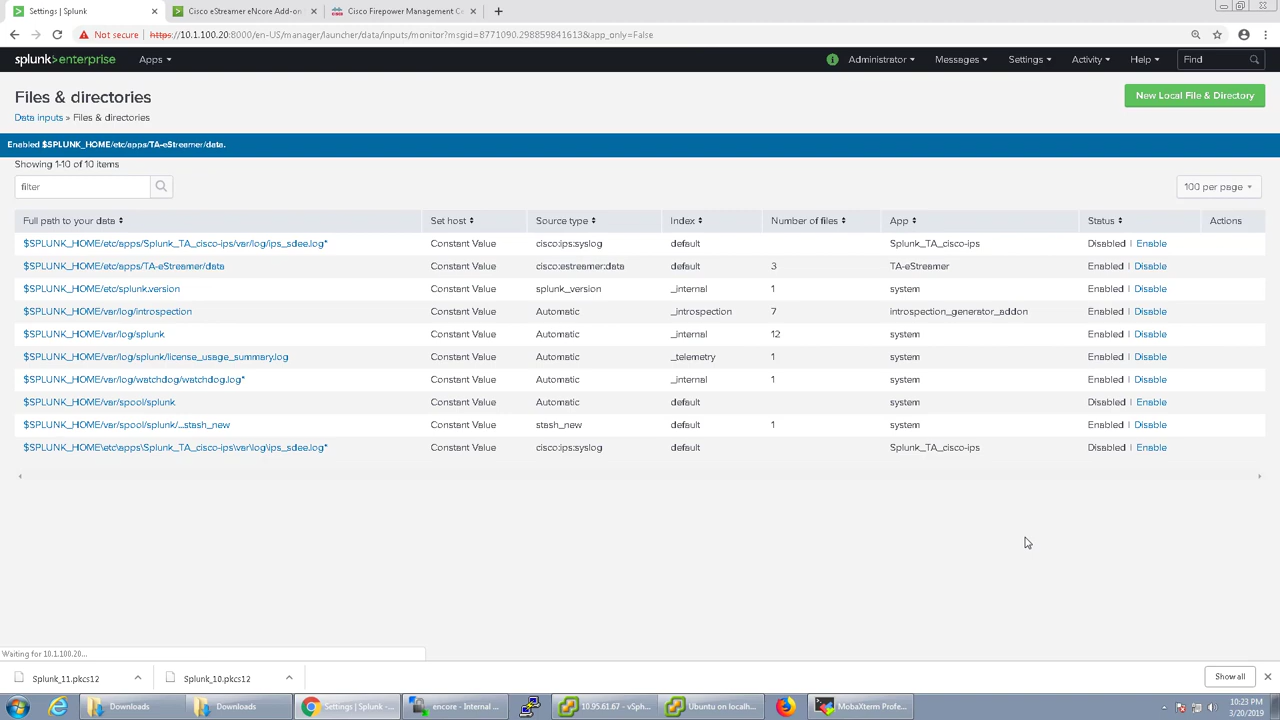 Settings | Splunk
Cisco eStreamer eNcore Add-on
Cisco Firepower Management Ce
Not secure https://10.1.100.20:8000/en-US/manager/launcher/data/inputs/monitor?msgid=8771090.298859841613&app_only=False
splunk>enterprise Apps Administrator Messages Settings Activity Help Find
Files & directories
New Local File & Directory
Data inputs » Files & directories
Enabled $SPLUNK_HOME/etc/apps/TA-eStreamer/data.
Showing 1-10 of 10 items
filter 100 per page
Full path to your data Set host Source type Index Number of files App Status Actions
$SPLUNK_HOME/etc/apps/Splunk_TA_cisco-ips/var/log/ips_sdee.log* Constant Value cisco:ips:syslog default Splunk_TA_cisco-ips Disabled | Enable
$SPLUNK_HOME/etc/apps/TA-eStreamer/data Constant Value cisco:estreamer:data default 3 TA-eStreamer Enabled | Disable
$SPLUNK_HOME/etc/splunk.version Constant Value splunk_version _internal 1 system Enabled | Disable
$SPLUNK_HOME/var/log/introspection Constant Value Automatic _introspection 7 introspection_generator_addon Enabled | Disable
$SPLUNK_HOME/var/log/splunk Constant Value Automatic _internal 12 system Enabled | Disable
$SPLUNK_HOME/var/log/splunk/license_usage_summary.log Constant Value Automatic _telemetry 1 system Enabled | Disable
$SPLUNK_HOME/var/log/watchdog/watchdog.log* Constant Value Automatic _internal 1 system Enabled | Disable
$SPLUNK_HOME/var/spool/splunk Constant Value Automatic default system Disabled | Enable
$SPLUNK_HOME/var/spool/splunk/...stash_new Constant Value stash_new default 1 system Enabled | Disable
$SPLUNK_HOME\etc\apps\Splunk_TA_cisco-ips\var\log\ips_sdee.log* Constant Value cisco:ips:syslog default Splunk_TA_cisco-ips Disabled | Enable
Waiting for 10.1.100.20...
Splunk_11.pkcs12 Splunk_10.pkcs12 Show all
Downloads Downloads Settings | Splunk -... encore - Internal ... 10.95.61.67 - vSph... Ubuntu on localh... MobaXterm Profe...
10:23 PM
3/20/2019